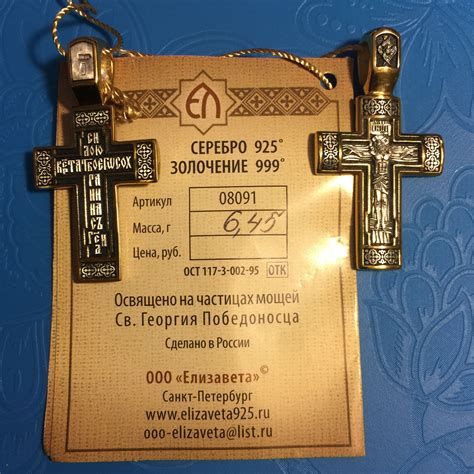 ЕЛ
СЕРЕБРО 925°
ЗОЛОЧЕНИЕ 999°
Артикул 08091
Масса, г 6,45
Цена, руб.
ОСТ 117-3-002-95 ОТК
Освящено на частицах мощей
Св. Георгия Победоносца
Сделано в России
ООО «Елизавета»©
Санкт-Петербург
www.elizaveta925.ru
ooo-elizaveta@list.ru